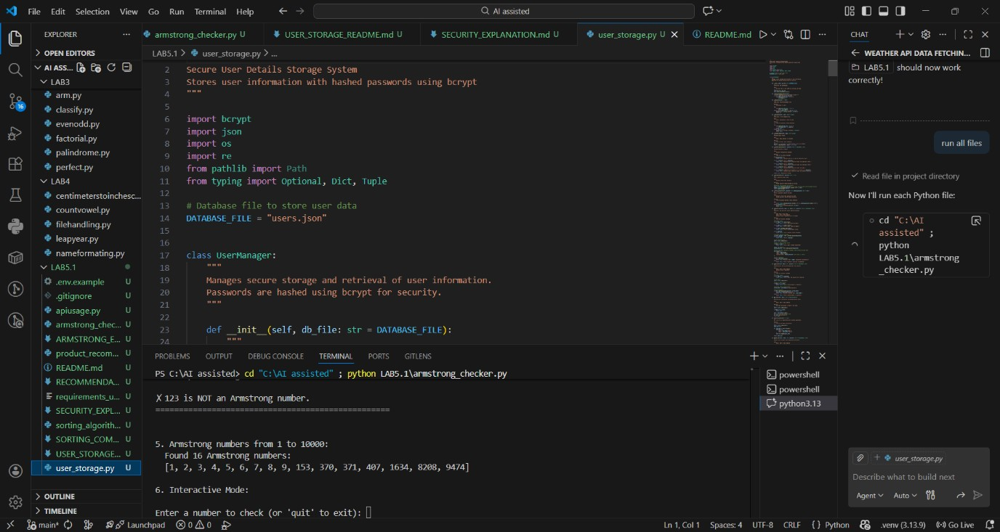 File Edit Selection View Go Run Terminal Help
AI assisted
EXPLORER
OPEN EDITORS
AI ASS...
LAB3
arm.py
classify.py
evenodd.py
factorial.py
palindrome.py
perfect.py
LAB4
centimeterstoinchesc...
countvowel.py
filehandling.py
leapyear.py
nameformating.py
LAB5.1
.env.example U
.gitignore U
apiusage.py U
armstrong_chec... U
ARMSTRONG_E... U
product_recom... U
README.md U
RECOMMENDA... U
requirements_u... U
SECURITY_EXPL... U
sorting_algorith... U
SORTING_COM... U
USER_STORAGE... U
user_storage.py U
OUTLINE
TIMELINE
16
armstrong_checker.py U
USER_STORAGE_README.md U
SECURITY_EXPLANATION.md U
user_storage.py U
README.md
LAB5.1 > user_storage.py > ...
2 Secure User Details Storage System
3 Stores user information with hashed passwords using bcrypt
4 """
5
6 import bcrypt
7 import json
8 import os
9 import re
10 from pathlib import Path
11 from typing import Optional, Dict, Tuple
12
13 # Database file to store user data
14 DATABASE_FILE = "users.json"
15
16
17 class UserManager:
18 """
19 Manages secure storage and retrieval of user information.
20 Passwords are hashed using bcrypt for security.
21 """
22
23 def __init__(self, db_file: str = DATABASE_FILE):
24 """
PROBLEMS OUTPUT DEBUG CONSOLE TERMINAL PORTS GITLENS
PS C:\AI assisted> cd "C:\AI assisted" ; python LAB5.1\armstrong_checker.py
✗ 123 is NOT an Armstrong number.
==================================================
5. Armstrong numbers from 1 to 10000:
Found 16 Armstrong numbers:
[1, 2, 3, 4, 5, 6, 7, 8, 9, 153, 370, 371, 407, 1634, 8208, 9474]
6. Interactive Mode:
Enter a number to check (or 'quit' to exit):
powershell
powershell
python3.13
CHAT
WEATHER API DATA FETCHIN...
LAB5.1 should now work
correctly!
run all files
Read file in project directory
Now I'll run each Python file:
cd "C:\AI
assisted" ;
python
LAB5.1\armstrong
_checker.py
user_storage.py
Describe what to build next
Agent Auto
main* Launchpad 0 0
Ln 1, Col 1 Spaces: 4 UTF-8 CRLF {} Python .venv (3.13.9) Go Live